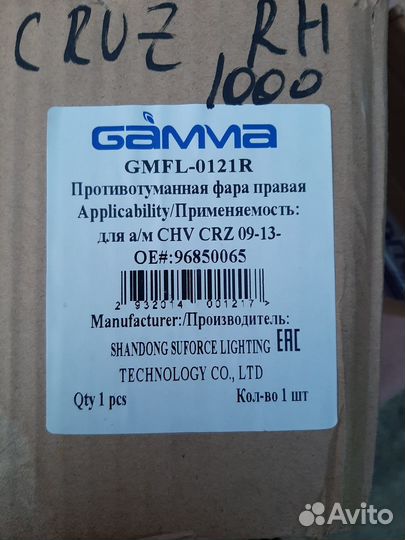 CRUZ RH
1000
GAMMA
GMFL-0121R
Противотуманная фара правая
Applicability/Применяемость:
для а/м CHV CRZ 09-13-
OE#:96850065
2 932014 001217 >
Manufacturer:/Производитель:
SHANDONG SUFORCE LIGHTING EAC
TECHNOLOGY CO., LTD
Qty 1 pcs Кол-во 1 шт
Avito